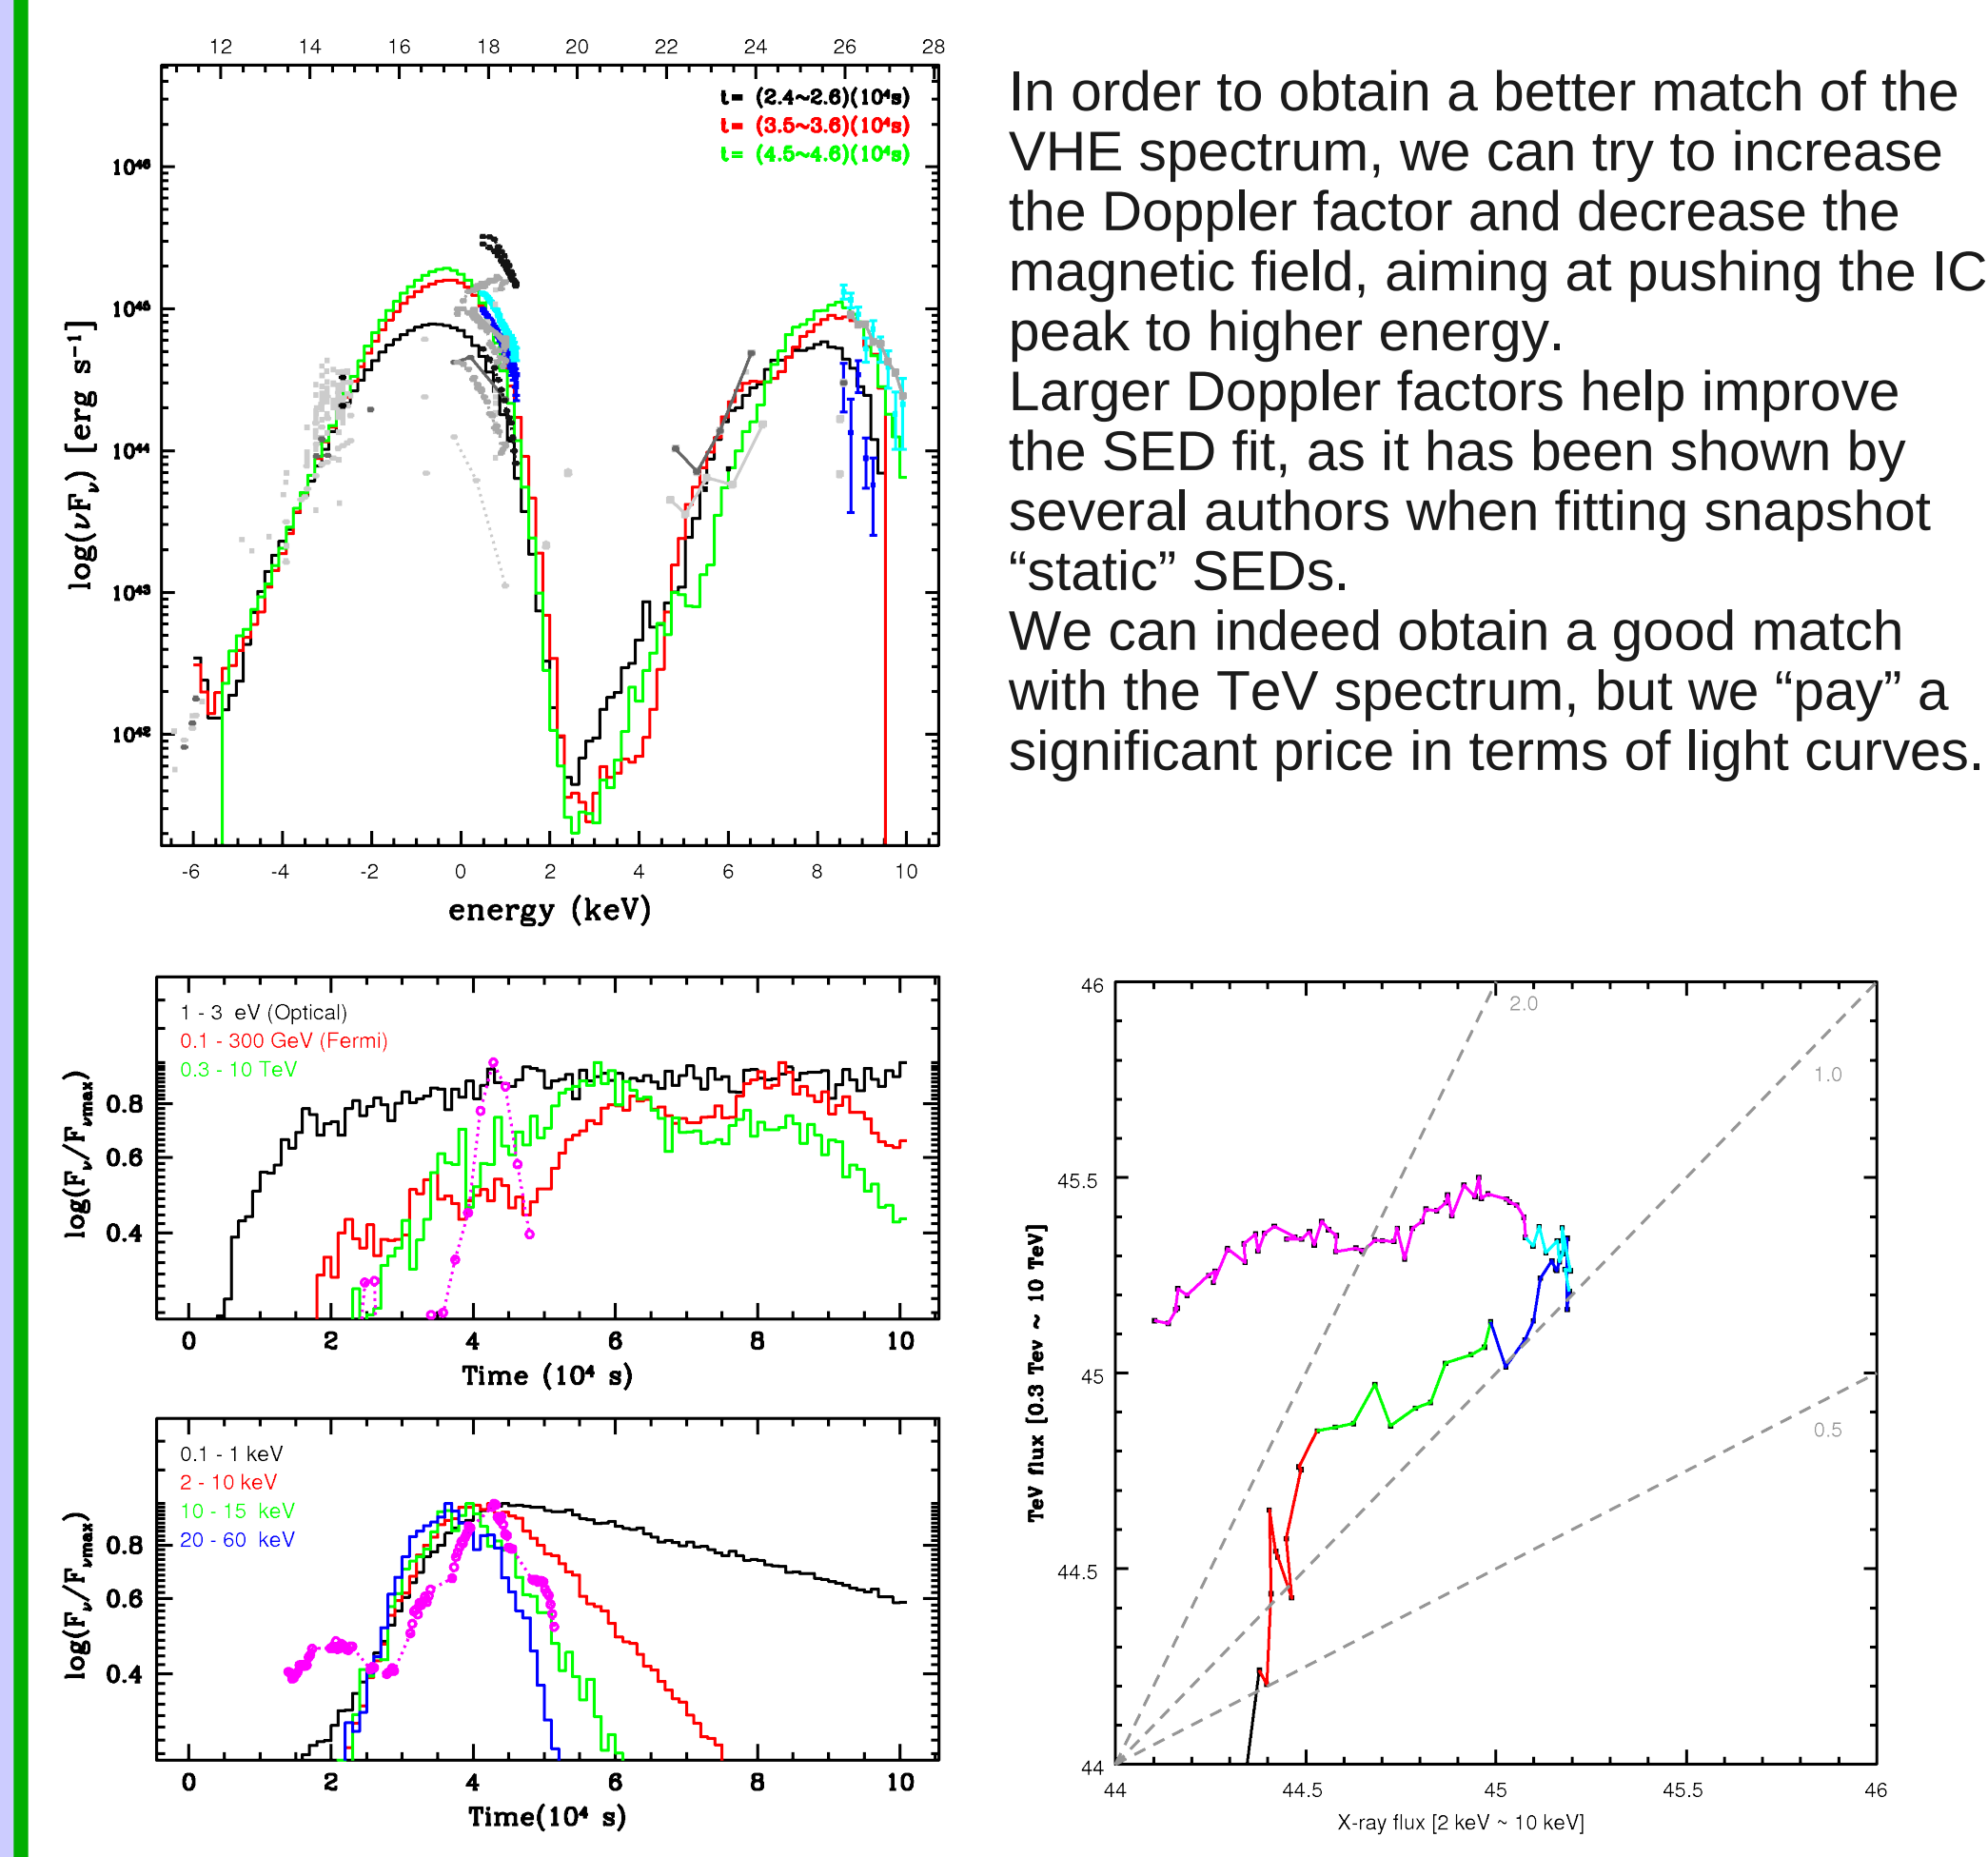 12 14 16 18 20 22 24 26 28
t= (2.4~2.6)(10⁴s)
t= (3.5~3.6)(10⁴s)
t= (4.5~4.6)(10⁴s)
10⁴⁶
10⁴⁵
10⁴⁴
10⁴³
10⁴²
log(νFν) [erg s⁻¹]
-6 -4 -2 0 2 4 6 8 10
energy (keV)
In order to obtain a better match of the
VHE spectrum, we can try to increase
the Doppler factor and decrease the
magnetic field, aiming at pushing the IC
peak to higher energy.
Larger Doppler factors help improve
the SED fit, as it has been shown by
several authors when fitting snapshot
“static” SEDs.
We can indeed obtain a good match
with the TeV spectrum, but we “pay” a
significant price in terms of light curves.
1 - 3 eV (Optical)
0.1 - 300 GeV (Fermi)
0.3 - 10 TeV
0.8
0.6
0.4
log(Fν/Fνmax)
0 2 4 6 8 10
Time (10⁴ s)
0.1 - 1 keV
2 - 10 keV
10 - 15 keV
20 - 60 keV
0.8
0.6
0.4
log(Fν/Fνmax)
0 2 4 6 8 10
Time(10⁴ s)
46
45.5
45
44.5
44
TeV flux [0.3 Tev ~ 10 TeV]
2.0
1.0
0.5
44 44.5 45 45.5 46
X-ray flux [2 keV ~ 10 keV]